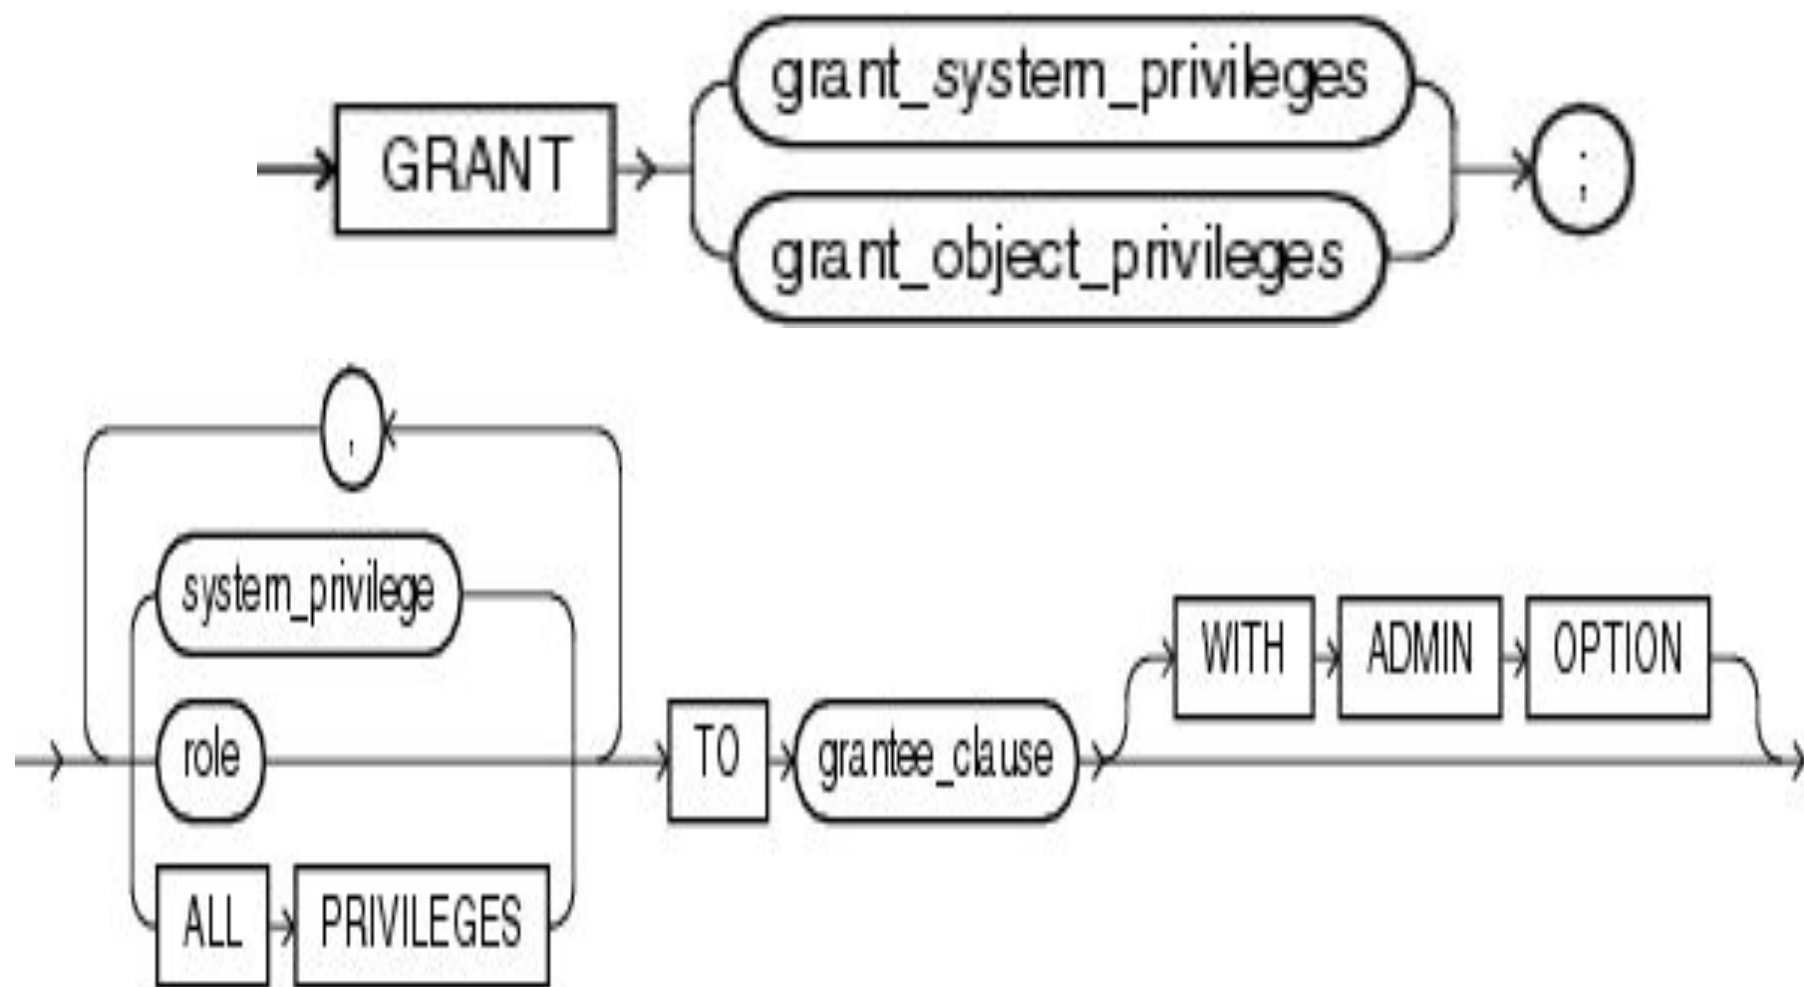 grant_system_privileges
GRANT
;
grant_object_privileges
,
system_privilege
WITH ADMIN OPTION
role TO grantee_clause
ALL PRIVILEGES